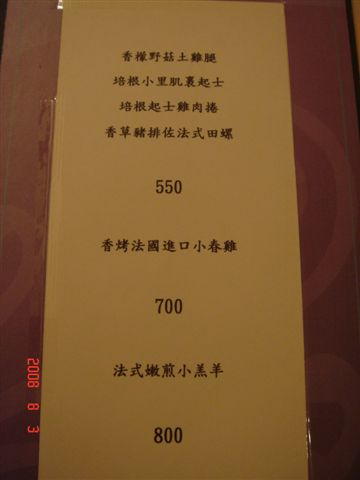 香檬野菇土雞腿
培根小里肌裹起士
培根起士雞肉捲
香草豬排佐法式田螺
550
香烤法國進口小春雞
700
法式嫩煎小羔羊
800
2008 8 3